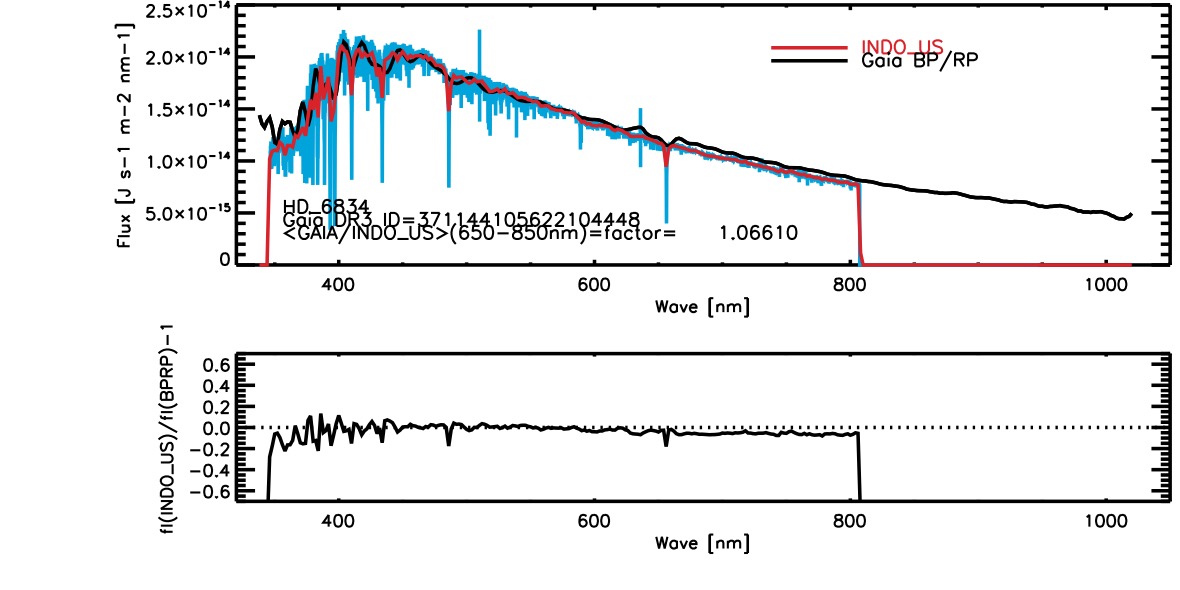 2.5×10⁻¹⁴
2.0×10⁻¹⁴
1.5×10⁻¹⁴
1.0×10⁻¹⁴
5.0×10⁻¹⁵
0
Flux [J s-1 m-2 nm-1]
INDO_US
Gaia BP/RP
HD_6834
Gaia DR3 ID=371144105622104448
<GAIA/INDO_US>(650-850nm)=factor= 1.06610
400 600 800 1000
Wave [nm]
0.6
0.4
0.2
0.0
-0.2
-0.4
-0.6
fl(INDO_US)/fl(BPRP)-1
400 600 800 1000
Wave [nm]